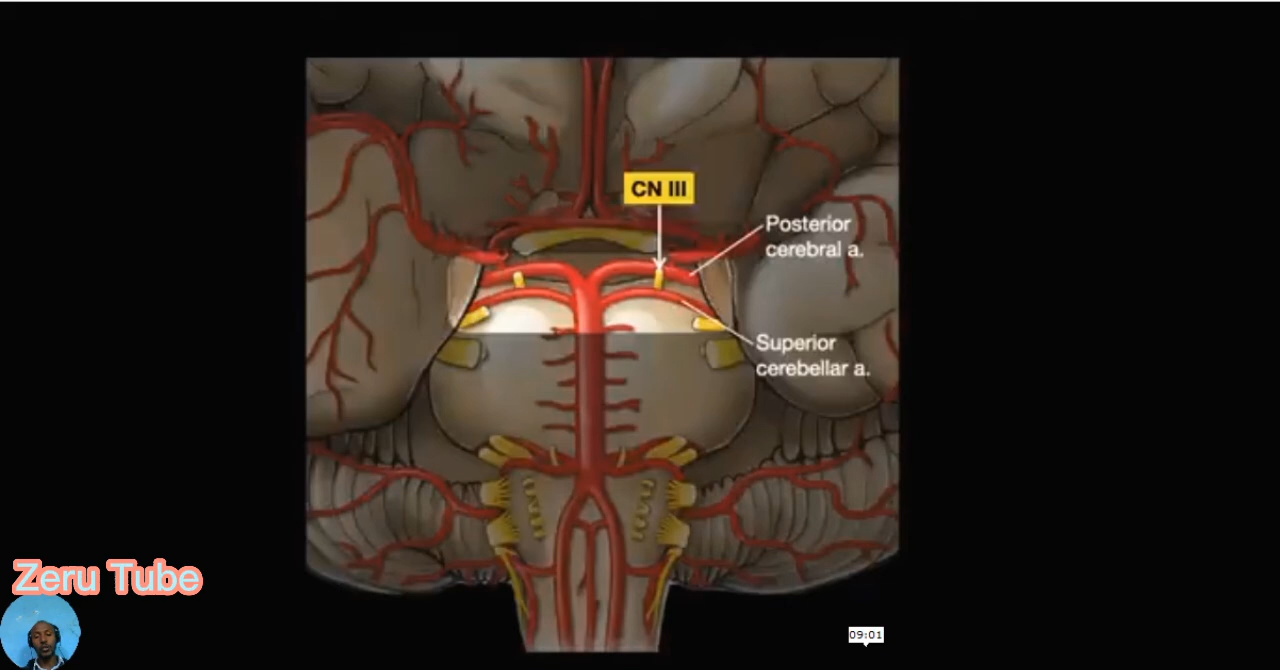 CN III
Posterior
cerebral a.
Superior
cerebellar a.
Zeru Tube
09:01